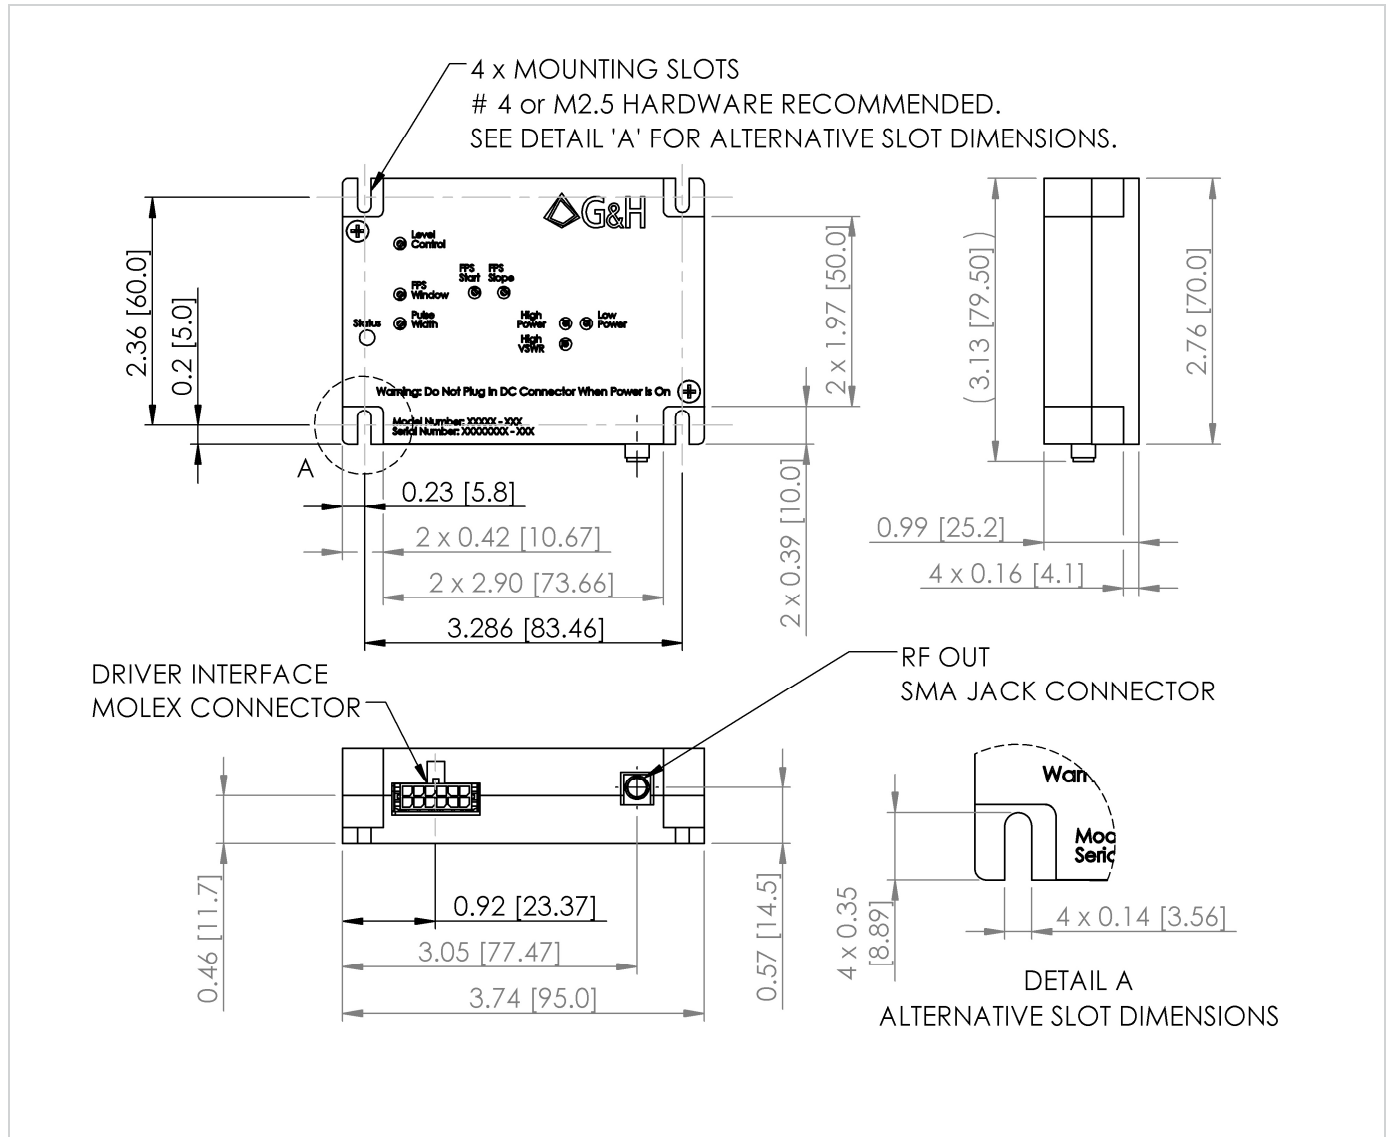 4 x MOUNTING SLOTS
# 4 or M2.5 HARDWARE RECOMMENDED.
SEE DETAIL 'A' FOR ALTERNATIVE SLOT DIMENSIONS.
G&H
Level
Control
FPS
Start
FPS
Slope
FPS
Window
Pulse
Width
Status
High
Power
Low
Power
High
VSWR
Warning: Do Not Plug In DC Connector When Power is On
Model Number: XXXXX - XXX
Serial Number: XXXXXXXX - XXX
A
2.36 [60.0]
0.2 [5.0]
2 x 1.97 [50.0]
( 3.13 [79.50] )
2.76 [70.0]
0.23 [5.8]
2 x 0.42 [10.67]
2 x 2.90 [73.66]
3.286 [83.46]
2 x 0.39 [10.0]
0.99 [25.2]
4 x 0.16 [4.1]
DRIVER INTERFACE
MOLEX CONNECTOR
RF OUT
SMA JACK CONNECTOR
0.46 [11.7]
0.92 [23.37]
3.05 [77.47]
3.74 [95.0]
0.57 [14.5]
Warn
Mod
Seric
4 x 0.35
[8.89]
4 x 0.14 [3.56]
DETAIL A
ALTERNATIVE SLOT DIMENSIONS